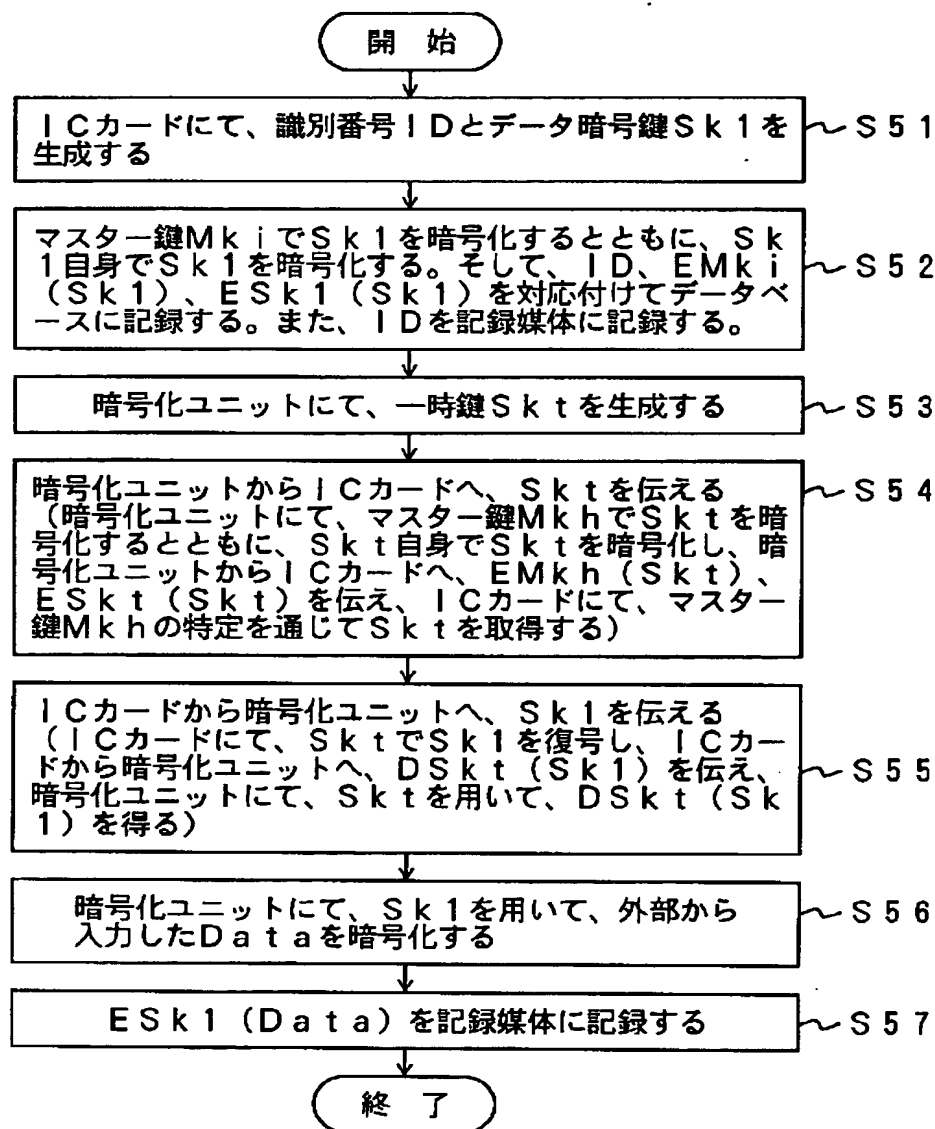 開 始
ICカードにて、識別番号IDとデータ暗号鍵Sk1を ～S51
生成する
マスター鍵MkiでSk1を暗号化するとともに、Sk
1自身でSk1を暗号化する。そして、ID、EMki ～S52
(Sk1)、ESk1(Sk1)を対応付けてデータベ
ースに記録する。また、IDを記録媒体に記録する。
暗号化ユニットにて、一時鍵Sktを生成する ～S53
暗号化ユニットからICカードへ、Sktを伝える ～S54
(暗号化ユニットにて、マスター鍵MkhでSktを暗
号化するとともに、Skt自身でSktを暗号化し、暗
号化ユニットからICカードへ、EMkh(Skt)、
ESkt(Skt)を伝え、ICカードにて、マスター
鍵Mkhの特定を通じてSktを取得する)
ICカードから暗号化ユニットへ、Sk1を伝える
(ICカードにて、SktでSk1を復号し、ICカー
ドから暗号化ユニットへ、DSkt(Sk1)を伝え、 ～S55
暗号化ユニットにて、Sktを用いて、DSkt(Sk
1)を得る)
暗号化ユニットにて、Sk1を用いて、外部から ～S56
入力したDataを暗号化する
ESk1(Data)を記録媒体に記録する ～S57
終 了